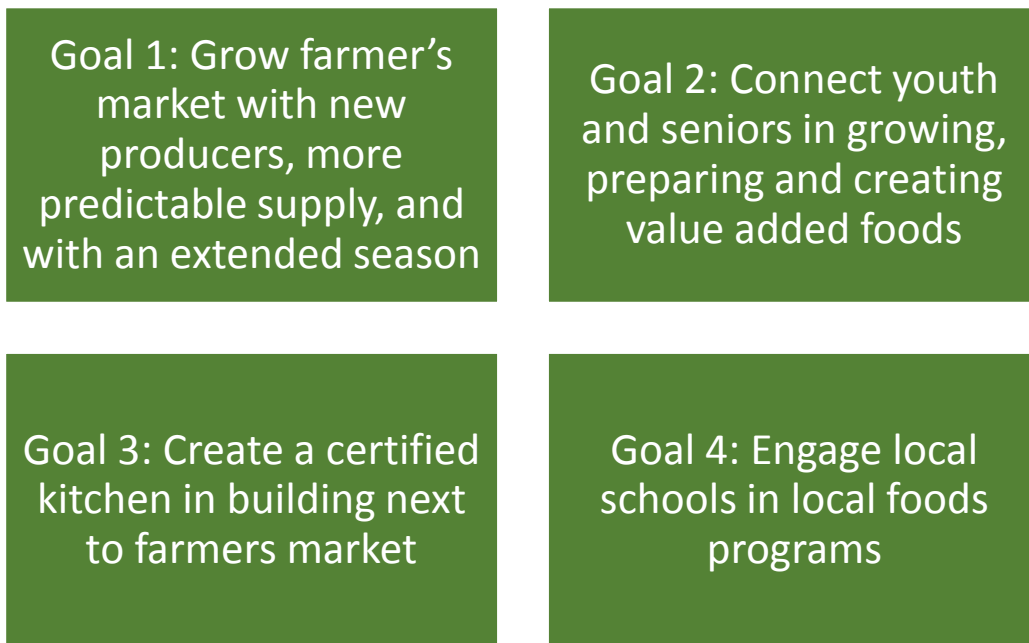 Goal 1: Grow farmer’s
market with new
producers, more
predictable supply, and
with an extended season
Goal 2: Connect youth
and seniors in growing,
preparing and creating
value added foods
Goal 3: Create a certified
kitchen in building next
to farmers market
Goal 4: Engage local
schools in local foods
programs